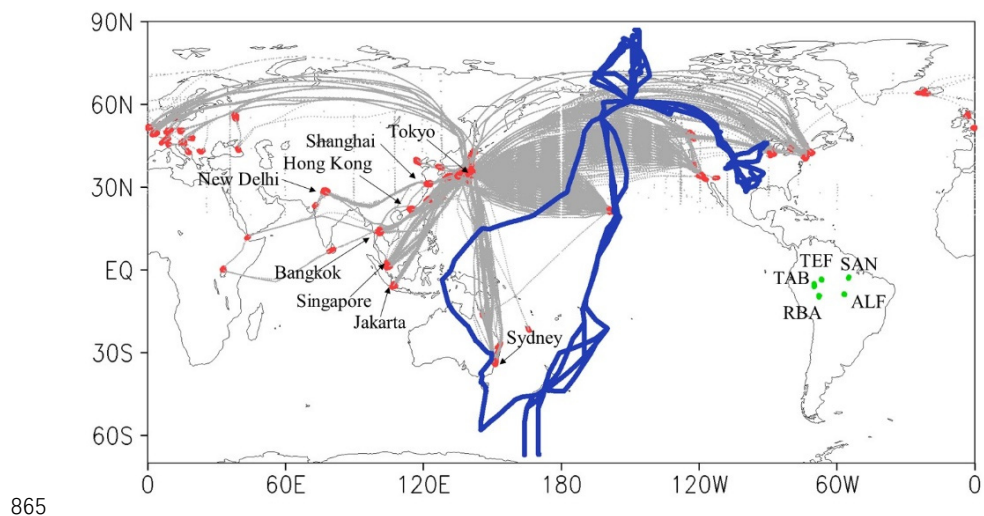 90N
60N
Tokyo
Shanghai
Hong Kong
30N
New Delhi
EQ
Bangkok
Singapore
Jakarta
TEF
SAN
TAB
RBA
ALF
30S
Sydney
60S
0
60E
120E
180
120W
60W
0
865